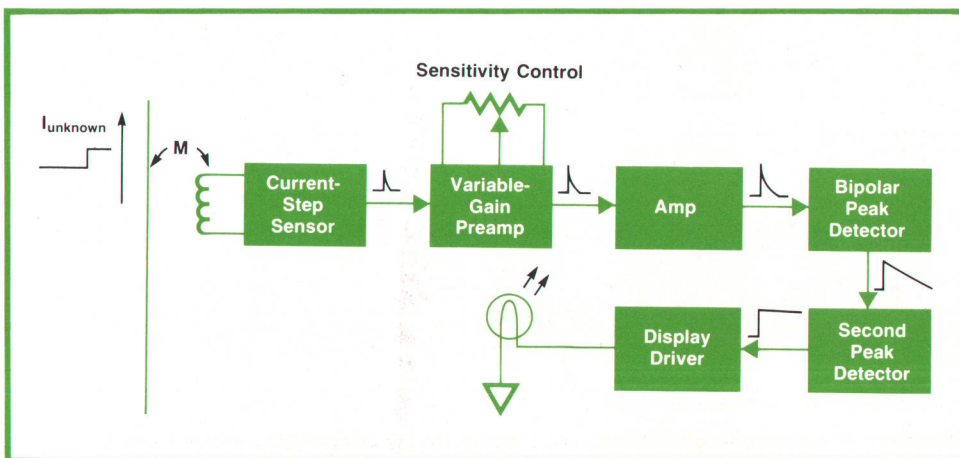 Sensitivity Control
I unknown
M
Current-
Step
Sensor
Variable-
Gain
Preamp
Amp
Bipolar
Peak
Detector
Display
Driver
Second
Peak
Detector